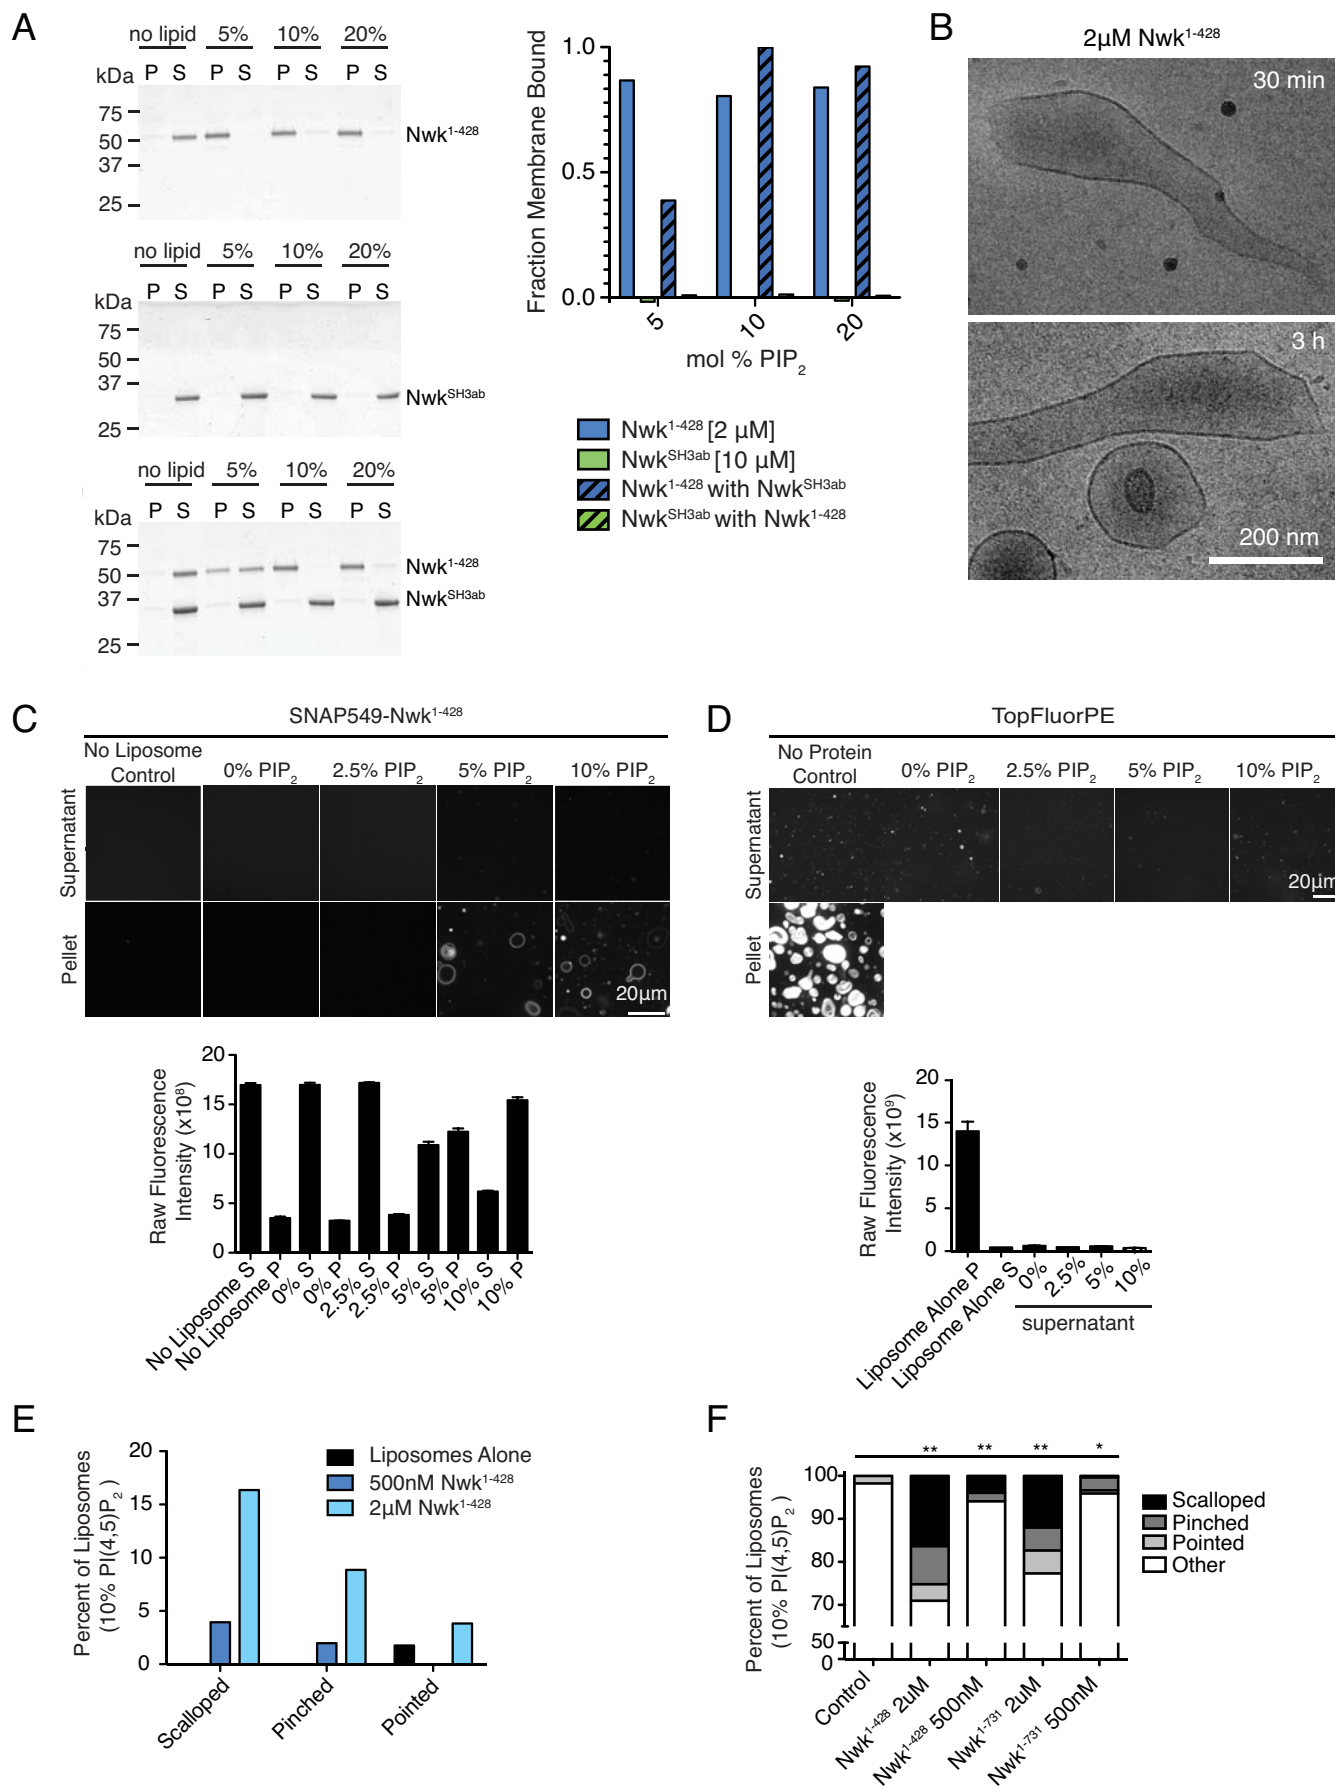 A
no lipid 5% 10% 20%
kDa P S P S P S P S
75
50
37
25
Nwk1-428
no lipid 5% 10% 20%
kDa P S P S P S P S
75
50
37
25
NwkSH3ab
no lipid 5% 10% 20%
kDa P S P S P S P S
75
50
37
25
Nwk1-428
NwkSH3ab
Fraction Membrane Bound
1.0
0.5
0.0
5 10 20
mol % PIP2
Nwk1-428 [2 µM]
NwkSH3ab [10 µM]
Nwk1-428 with NwkSH3ab
NwkSH3ab with Nwk1-428
B
2µM Nwk1-428
30 min
3 h
200 nm
C
SNAP549-Nwk1-428
No Liposome Control 0% PIP2 2.5% PIP2 5% PIP2 10% PIP2
Supernatant
Pellet
20µm
Raw Fluorescence
Intensity (x10^8)
20
15
10
5
0
No Liposome S
No Liposome P
0% S
0% P
2.5% S
2.5% P
5% S
5% P
10% S
10% P
D
TopFluorPE
No Protein Control 0% PIP2 2.5% PIP2 5% PIP2 10% PIP2
Supernatant
20µm
Pellet
Raw Fluorescence
Intensity (x10^9)
20
15
10
5
0
Liposome Alone P
Liposome Alone S
0%
2.5%
5%
10%
supernatant
E
Percent of Liposomes
(10% PI(4,5)P2)
20
15
10
5
0
Scalloped
Pinched
Pointed
Liposomes Alone
500nM Nwk1-428
2µM Nwk1-428
F
** ** ** *
Percent of Liposomes
(10% PI(4,5)P2 )
100
90
80
70
50
0
Control
Nwk1-428 2uM
Nwk1-428 500nM
Nwk1-731 2uM
Nwk1-731 500nM
Scalloped
Pinched
Pointed
Other